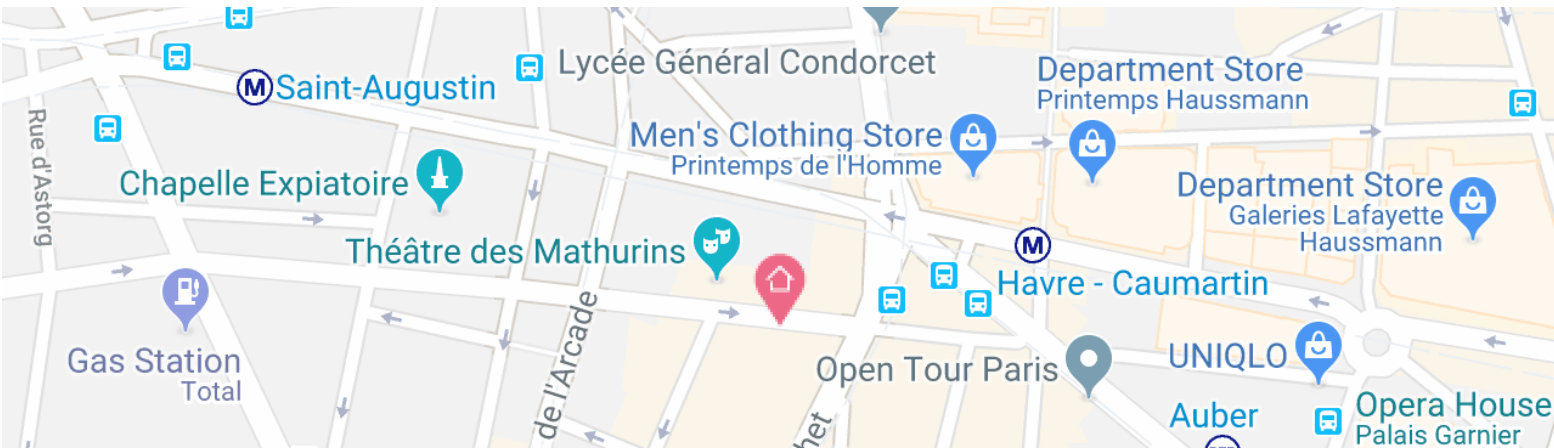 Lycée Général Condorcet
Saint-Augustin
Department Store
Printemps Haussmann
Rue d'Astorg
Men's Clothing Store
Printemps de l'Homme
Chapelle Expiatoire
Department Store
Galeries Lafayette
Haussmann
Théâtre des Mathurins
M
M
Havre - Caumartin
Gas Station
Total
de l'Arcade
Open Tour Paris
UNIQLO
het
Auber
Opera House
Palais Garnier